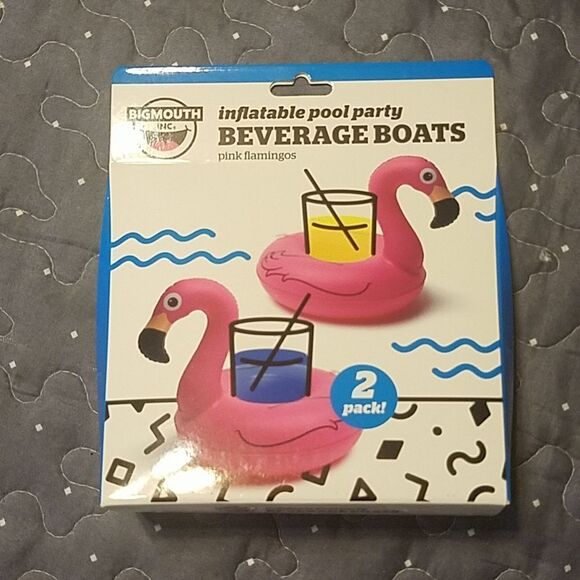 BIGMOUTH
INC.
inflatable pool party
BEVERAGE BOATS
pink flamingos
2
pack!